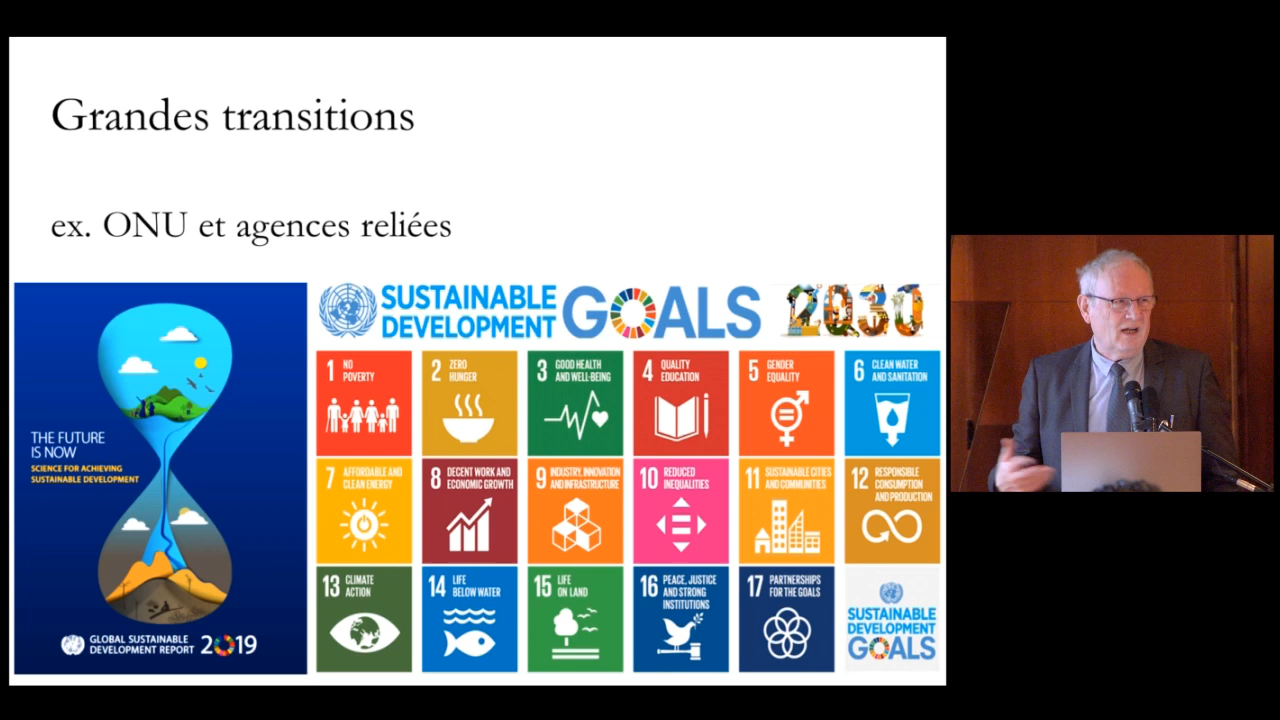 Grandes transitions
ex. ONU et agences reliées
THE FUTURE
IS NOW
SCIENCE FOR ACHIEVING
SUSTAINABLE DEVELOPMENT
GLOBAL SUSTAINABLE
DEVELOPMENT REPORT 2019
SUSTAINABLE
DEVELOPMENT
GOALS
2030
1 NO
POVERTY
2 ZERO
HUNGER
3 GOOD HEALTH
AND WELL-BEING
4 QUALITY
EDUCATION
5 GENDER
EQUALITY
6 CLEAN WATER
AND SANITATION
7 AFFORDABLE AND
CLEAN ENERGY
8 DECENT WORK AND
ECONOMIC GROWTH
9 INDUSTRY, INNOVATION
AND INFRASTRUCTURE
10 REDUCED
INEQUALITIES
11 SUSTAINABLE CITIES
AND COMMUNITIES
12 RESPONSIBLE
CONSUMPTION
AND PRODUCTION
13 CLIMATE
ACTION
14 LIFE
BELOW WATER
15 LIFE
ON LAND
16 PEACE, JUSTICE
AND STRONG
INSTITUTIONS
17 PARTNERSHIPS
FOR THE GOALS
SUSTAINABLE
DEVELOPMENT
GOALS